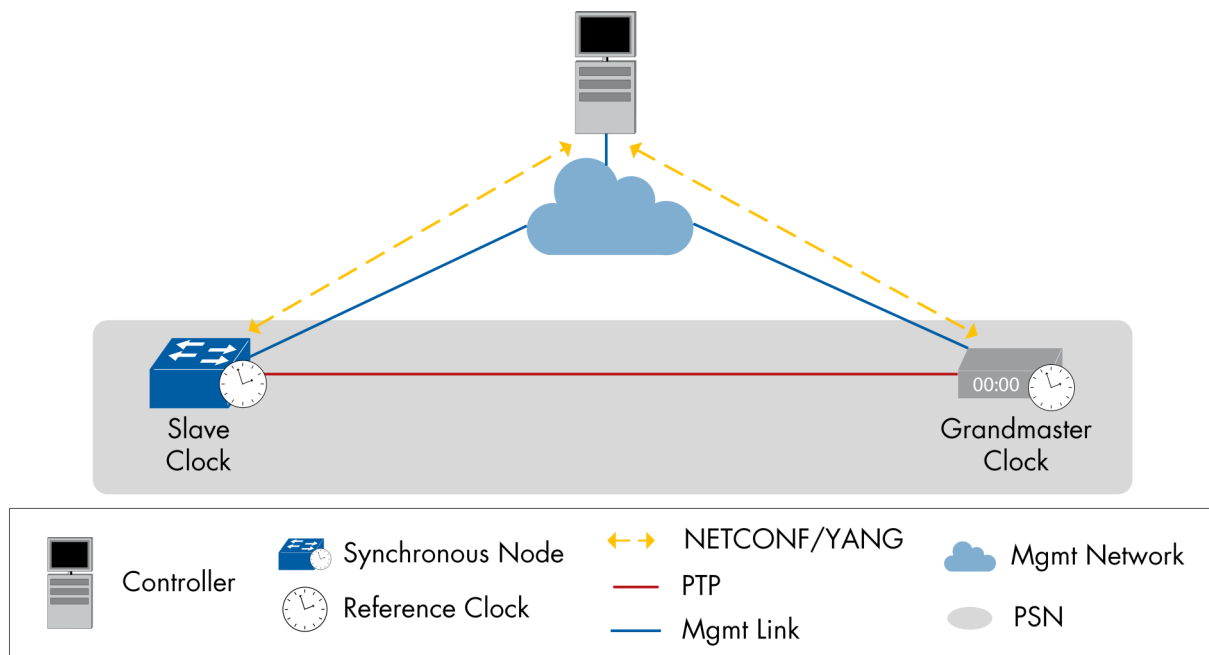 00:00
Slave
Clock
Grandmaster
Clock
Controller
Synchronous Node
Reference Clock
NETCONF/YANG
PTP
Mgmt Link
Mgmt Network
PSN